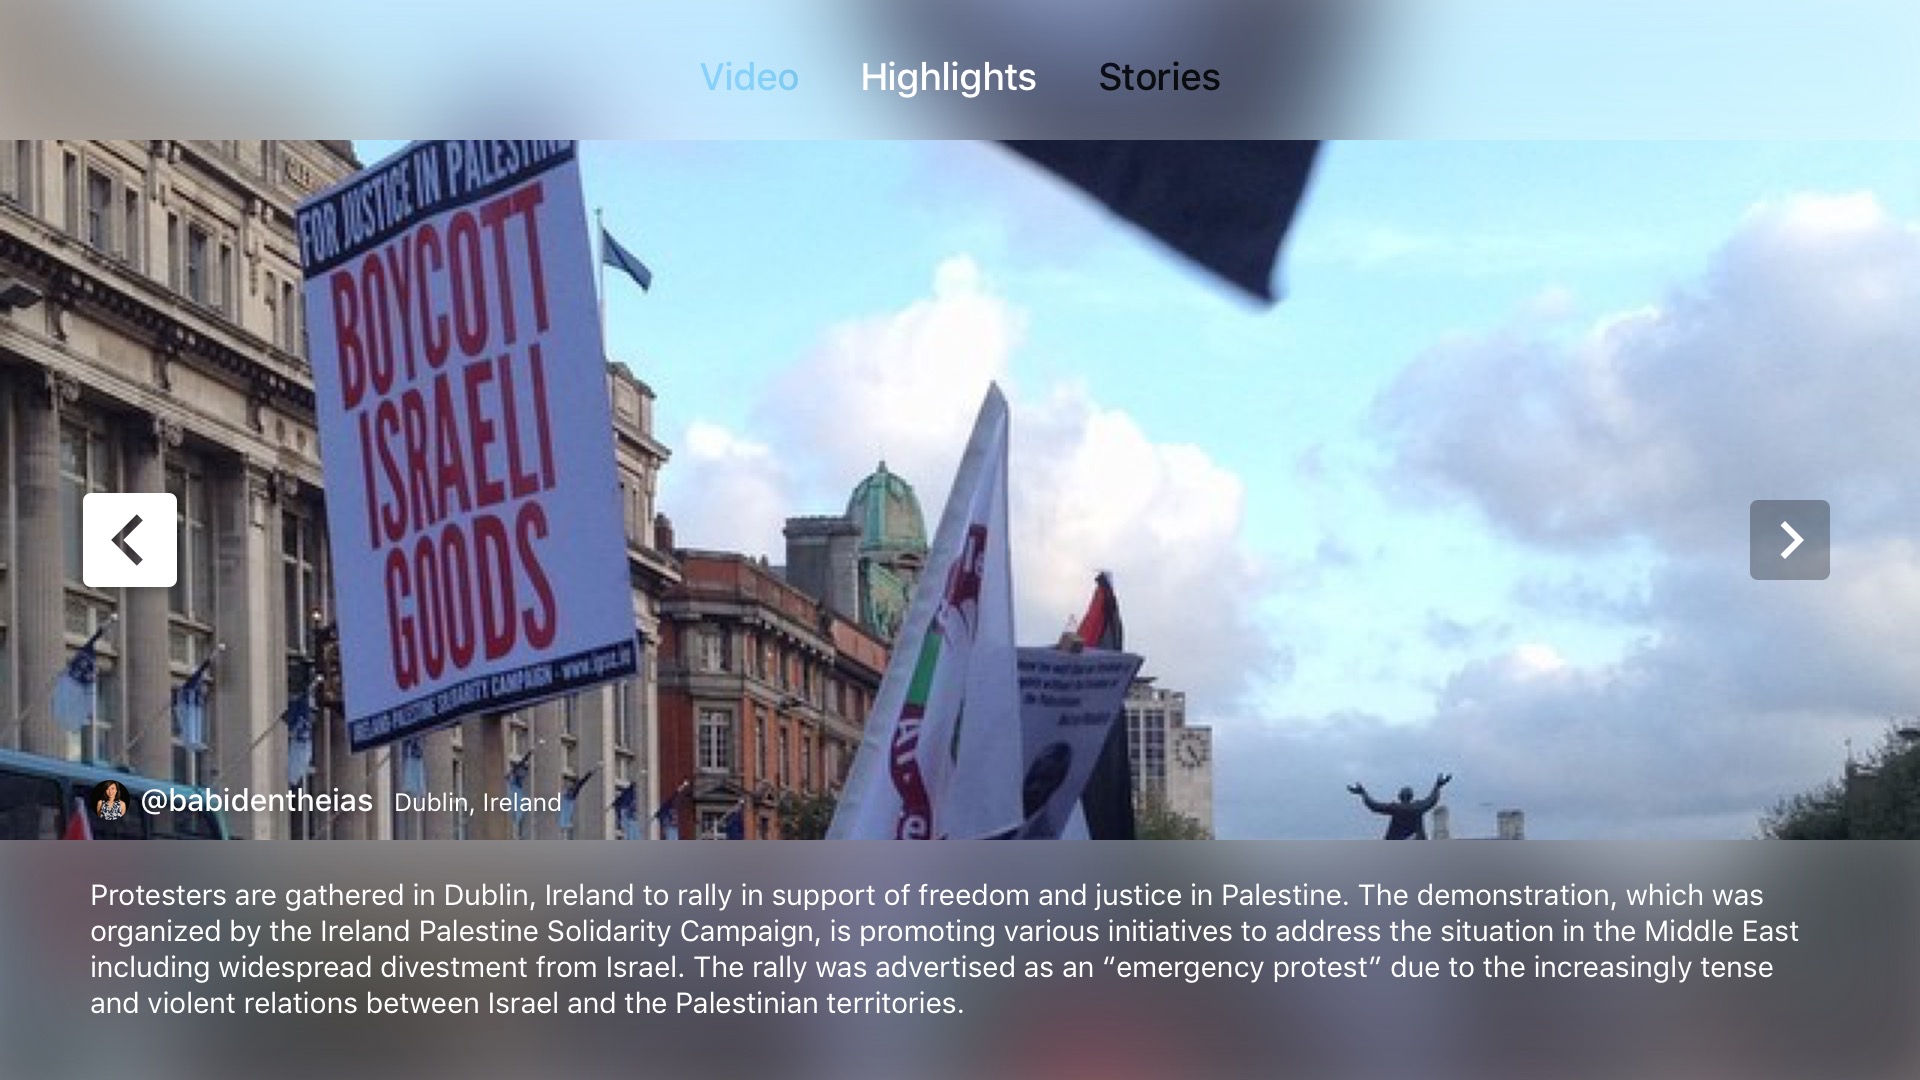 Video Highlights Stories
FOR JUSTICE IN PALESTINE
BOYCOTT
ISRAELI
GOODS
IRELAND PALESTINE SOLIDARITY CAMPAIGN - www.ipsc.ie
@babidentheias Dublin, Ireland
Protesters are gathered in Dublin, Ireland to rally in support of freedom and justice in Palestine. The demonstration, which was
organized by the Ireland Palestine Solidarity Campaign, is promoting various initiatives to address the situation in the Middle East
including widespread divestment from Israel. The rally was advertised as an “emergency protest” due to the increasingly tense
and violent relations between Israel and the Palestinian territories.